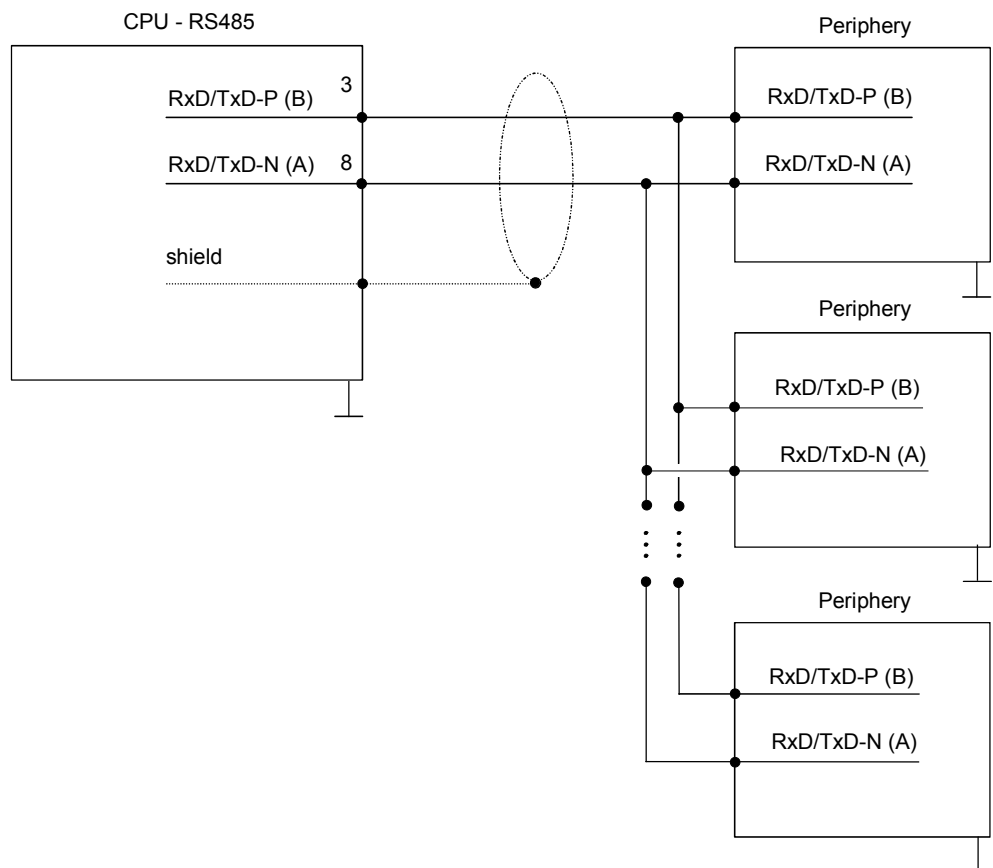 CPU - RS485
3
RxD/TxD-P (B)
8
RxD/TxD-N (A)
shield
Periphery
RxD/TxD-P (B)
RxD/TxD-N (A)
Periphery
RxD/TxD-P (B)
RxD/TxD-N (A)
Periphery
RxD/TxD-P (B)
RxD/TxD-N (A)